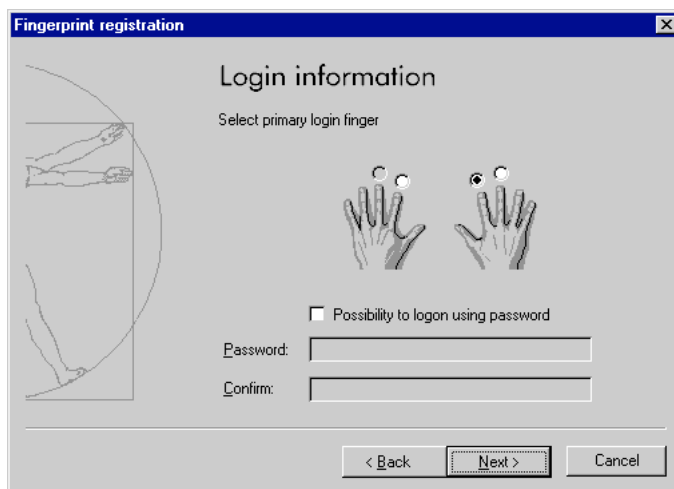 Fingerprint registration
Login information
Select primary login finger
Possibility to logon using password
Password:
Confirm:
< Back
Next >
Cancel